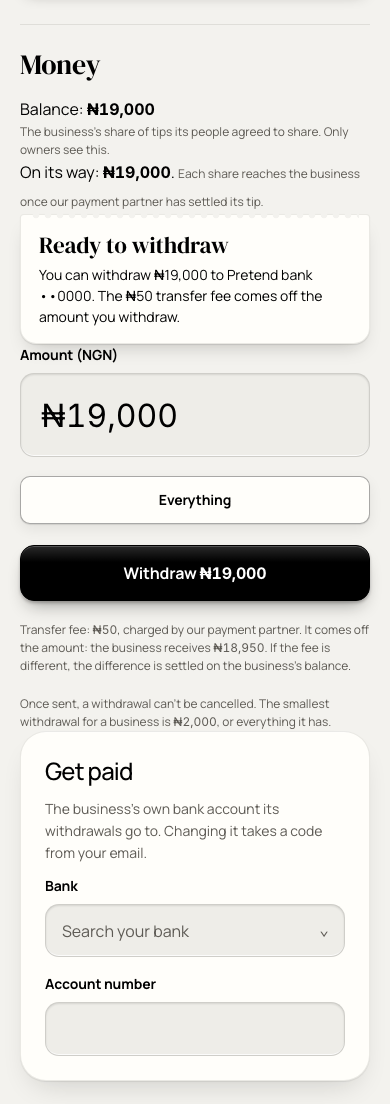 Money
Balance: ₦19,000
The business's share of tips its people agreed to share. Only
owners see this.
On its way: ₦19,000. Each share reaches the business
once our payment partner has settled its tip.
Ready to withdraw
You can withdraw ₦19,000 to Pretend bank
••0000. The ₦50 transfer fee comes off the
amount you withdraw.
Amount (NGN)
₦19,000
Everything
Withdraw ₦19,000
Transfer fee: ₦50, charged by our payment partner. It comes off
the amount: the business receives ₦18,950. If the fee is
different, the difference is settled on the business's balance.
Once sent, a withdrawal can't be cancelled. The smallest
withdrawal for a business is ₦2,000, or everything it has.
Get paid
The business's own bank account its
withdrawals go to. Changing it takes a code
from your email.
Bank
Search your bank
Account number